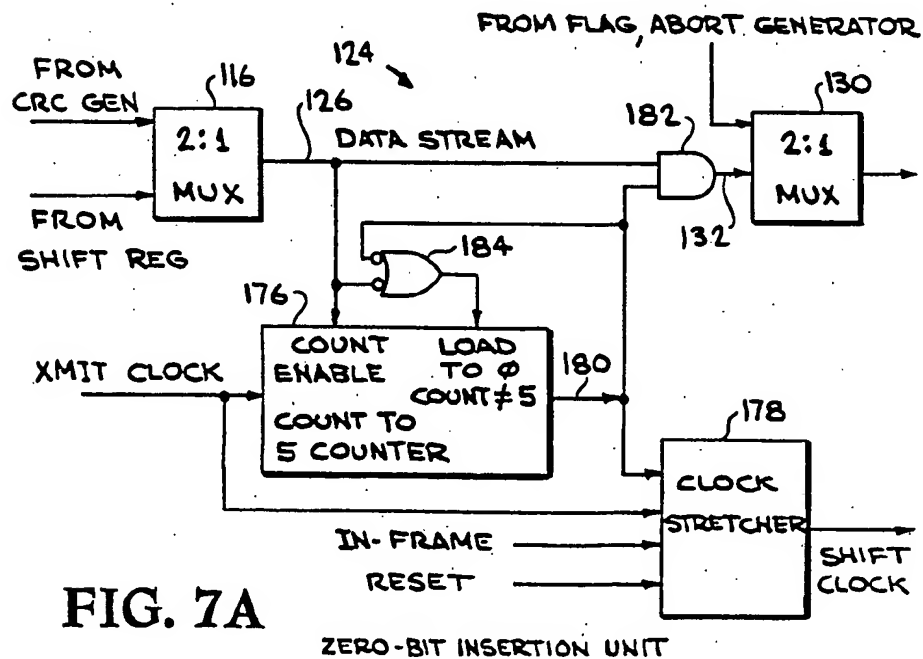 FROM FLAG, ABORT GENERATOR
124
FROM
CRC GEN
116
126
130
2:1
MUX
DATA STREAM
182
2:1
MUX
FROM
SHIFT REG
184
132
176
XMIT CLOCK
COUNT
ENABLE
LOAD
TO Ø
COUNT≠5
180
COUNT TO
5 COUNTER
178
CLOCK
STRETCHER
IN-FRAME
RESET
SHIFT
CLOCK
FIG. 7A
ZERO-BIT INSERTION UNIT